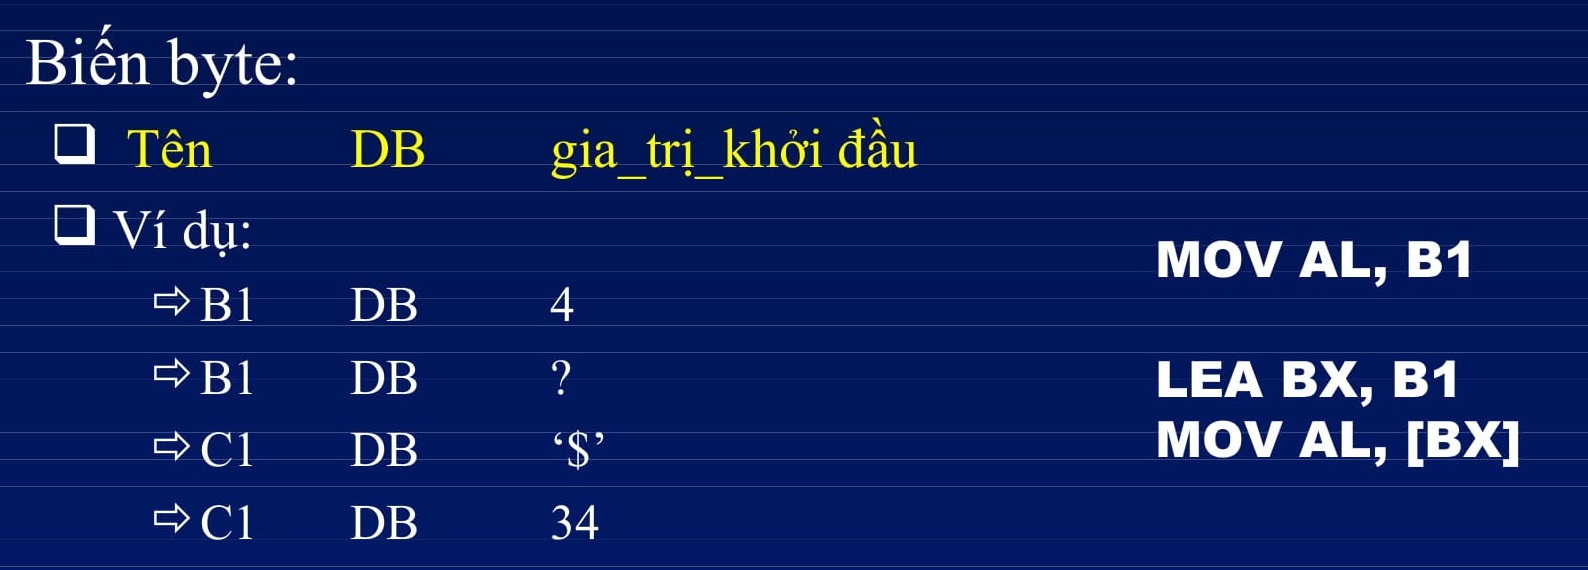 Biến byte:
Tên DB gia_trị_khởi đầu
Ví dụ:
B1 DB 4
B1 DB ?
C1 DB ‘$’
C1 DB 34
MOV AL, B1
LEA BX, B1
MOV AL, [BX]